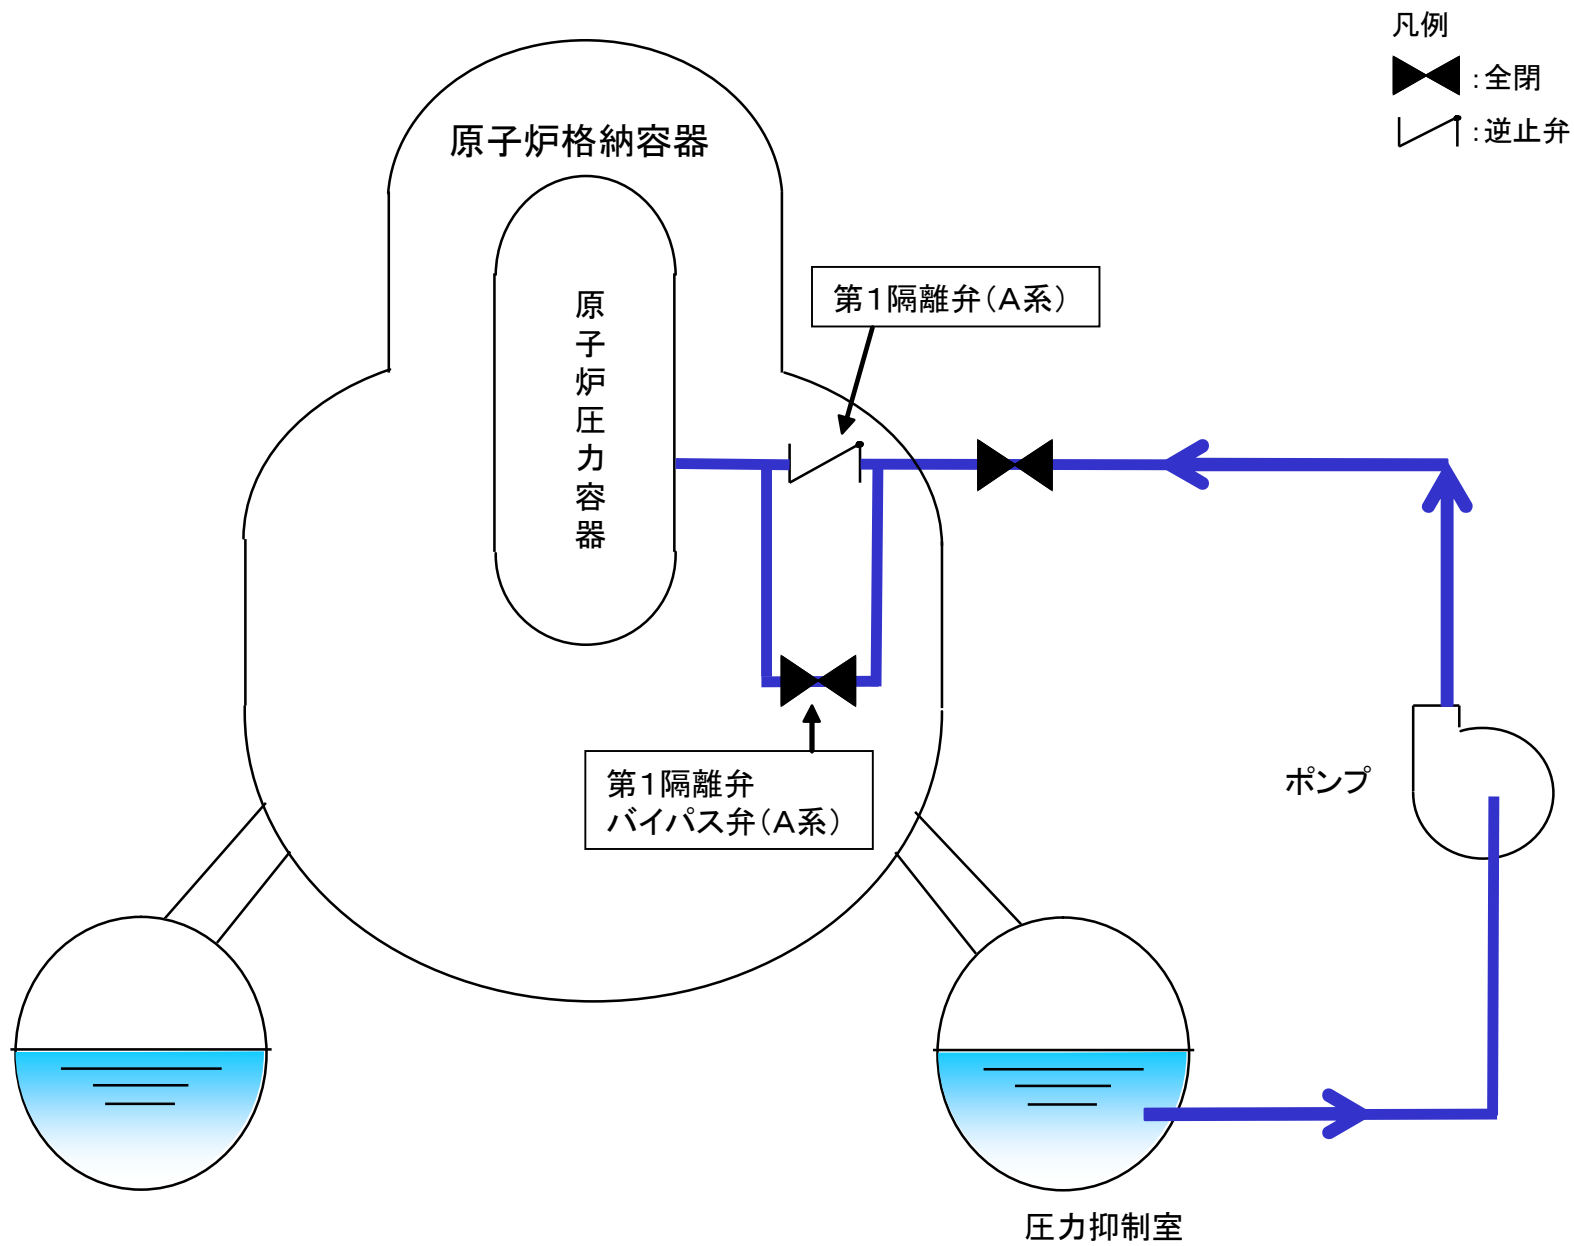 凡例
：全閉
：逆止弁
原子炉格納容器
第１隔離弁（Ａ系）
原子炉圧力容器
第１隔離弁
バイパス弁（Ａ系）
ポンプ
圧力抑制室